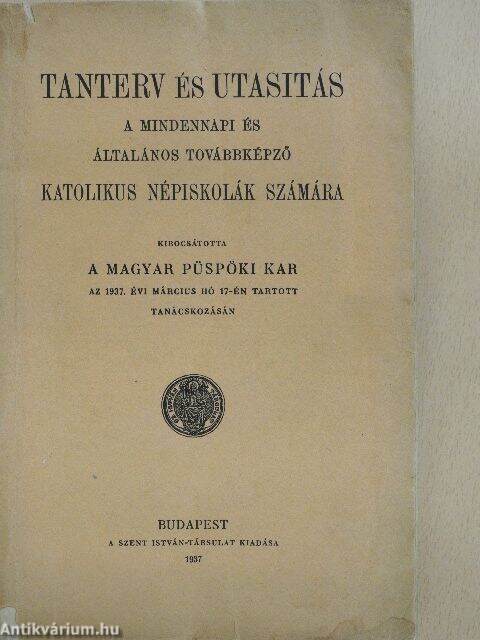 TANTERV ÉS UTASITÁS
A MINDENNAPI ÉS
ÁLTALÁNOS TOVÁBBKÉPZŐ
KATOLIKUS NÉPISKOLÁK SZÁMÁRA
KIBOCSÁTOTTA
A MAGYAR PÜSPÖKI KAR
AZ 1937. ÉVI MÁRCIUS HÓ 17-ÉN TARTOTT
TANÁCSKOZÁSÁN
BUDAPEST
A SZENT ISTVÁN-TÁRSULAT KIADÁSA
1937
Antikvárium.hu